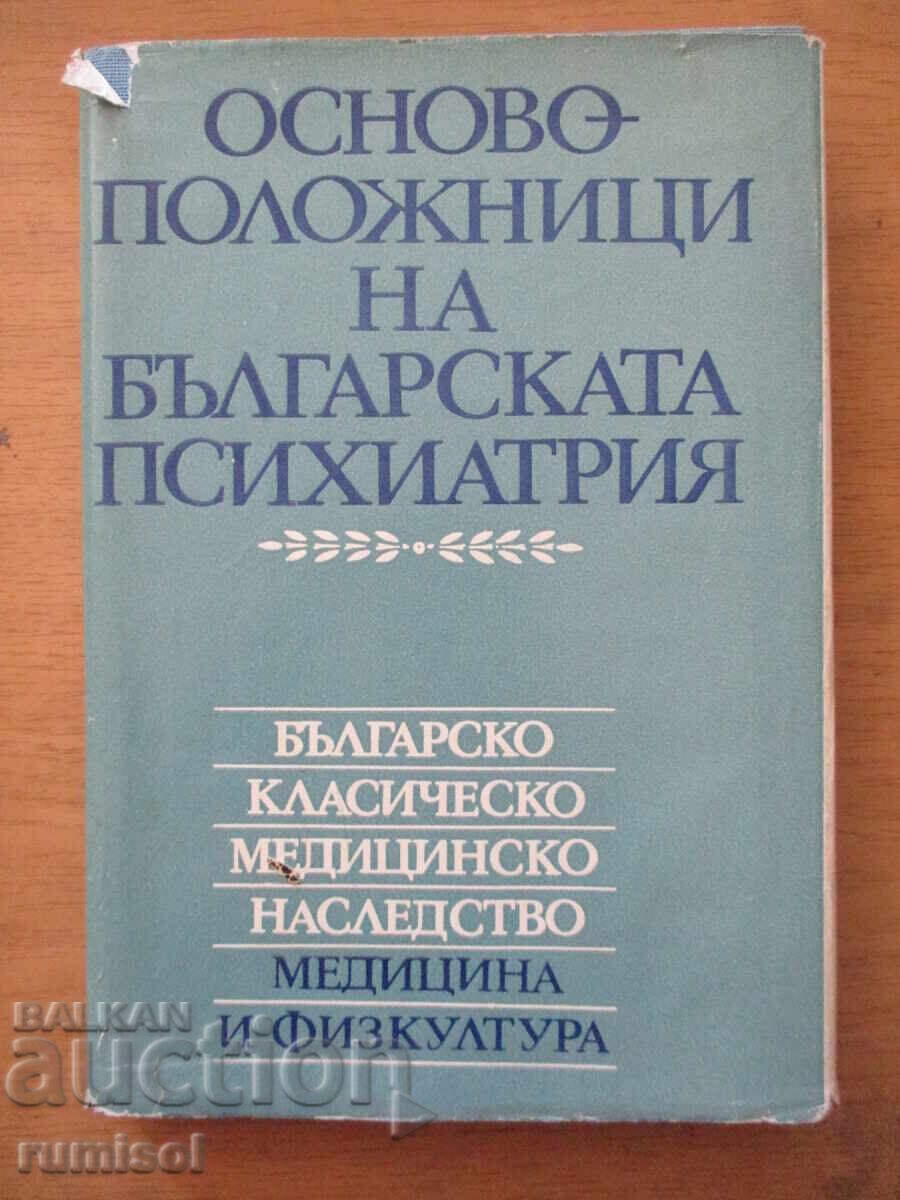 ОСНОВО-
ПОЛОЖНИЦИ
НА
БЪЛГАРСКАТА
ПСИХИАТРИЯ
БЪЛГАРСКО
КЛАСИЧЕСКО
МЕДИЦИНСКО
НАСЛЕДСТВО
МЕДИЦИНА
И ФИЗКУЛТУРА
BALKAN
auction
rumisol